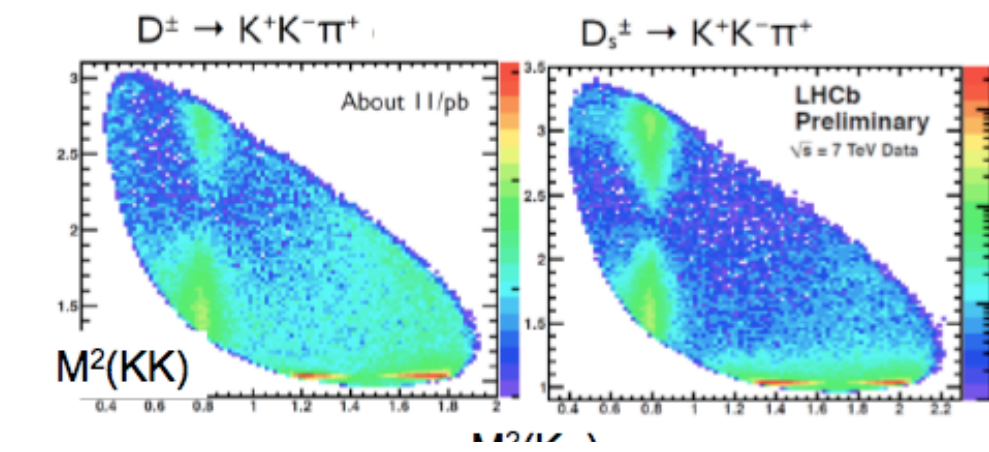 D± → K⁺K⁻π⁺
Dₛ± → K⁺K⁻π⁺
About 11/pb
3
2.5
2
1.5
M²(KK)
0.4 0.6 0.8 1 1.2 1.4 1.6 1.8 2
LHCb
Preliminary
√s = 7 TeV Data
3.5
3
2.5
2
1.5
1
0.4 0.6 0.8 1 1.2 1.4 1.6 1.8 2 2.2